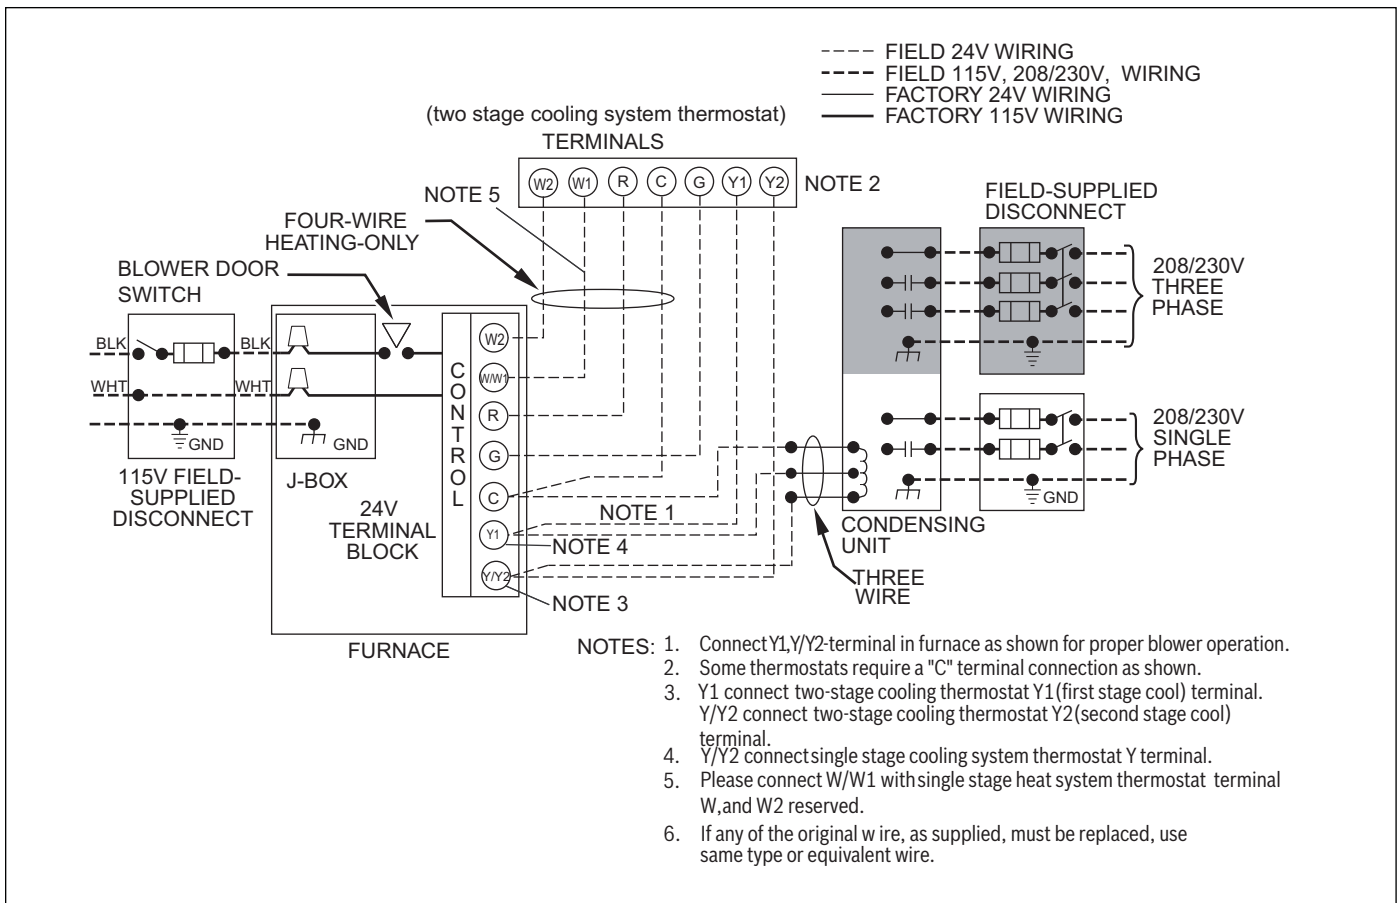 FIELD 24V WIRING
FIELD 115V, 208/230V, WIRING
FACTORY 24V WIRING
FACTORY 115V WIRING
(two stage cooling system thermostat)
TERMINALS
W2 W1 R C G Y1 Y2
NOTE 2
NOTE 5
FOUR-WIRE
HEATING-ONLY
BLOWER DOOR
SWITCH
FIELD-SUPPLIED
DISCONNECT
208/230V
THREE
PHASE
BLK
BLK
WHT
WHT
GND
GND
115V FIELD-
SUPPLIED
DISCONNECT
J-BOX
24V
TERMINAL
BLOCK
CONTROL
W2
W/W1
R
G
C
Y1
Y/Y2
NOTE 1
NOTE 4
NOTE 3
FURNACE
208/230V
SINGLE
PHASE
GND
CONDENSING
UNIT
THREE
WIRE
NOTES: 1. Connect Y1,Y/Y2-terminal in furnace as shown for proper blower operation.
2. Some thermostats require a "C" terminal connection as shown.
3. Y1 connect two-stage cooling thermostat Y1(first stage cool) terminal.
Y/Y2 connect two-stage cooling thermostat Y2(second stage cool)
terminal.
4. Y/Y2 connect single stage cooling system thermostat Y terminal.
5. Please connect W/W1 with single stage heat system thermostat terminal
W,and W2 reserved.
6. If any of the original w ire, as supplied, must be replaced, use
same type or equivalent wire.